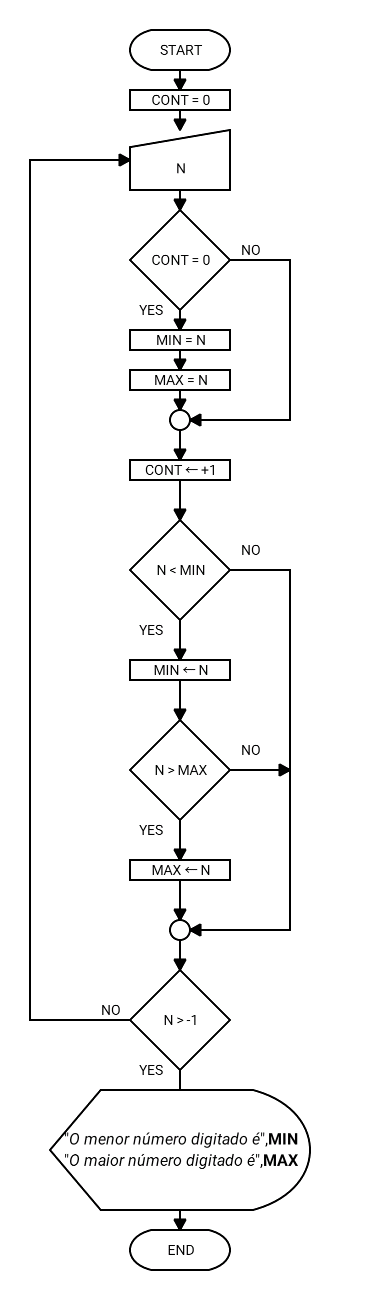 START
CONT = 0
N
CONT = 0
NO
YES
MIN = N
MAX = N
CONT ← +1
NO
N < MIN
YES
MIN ← N
NO
N > MAX
YES
MAX ← N
NO
N > -1
YES
"O menor número digitado é",MIN
"O maior número digitado é",MAX
END